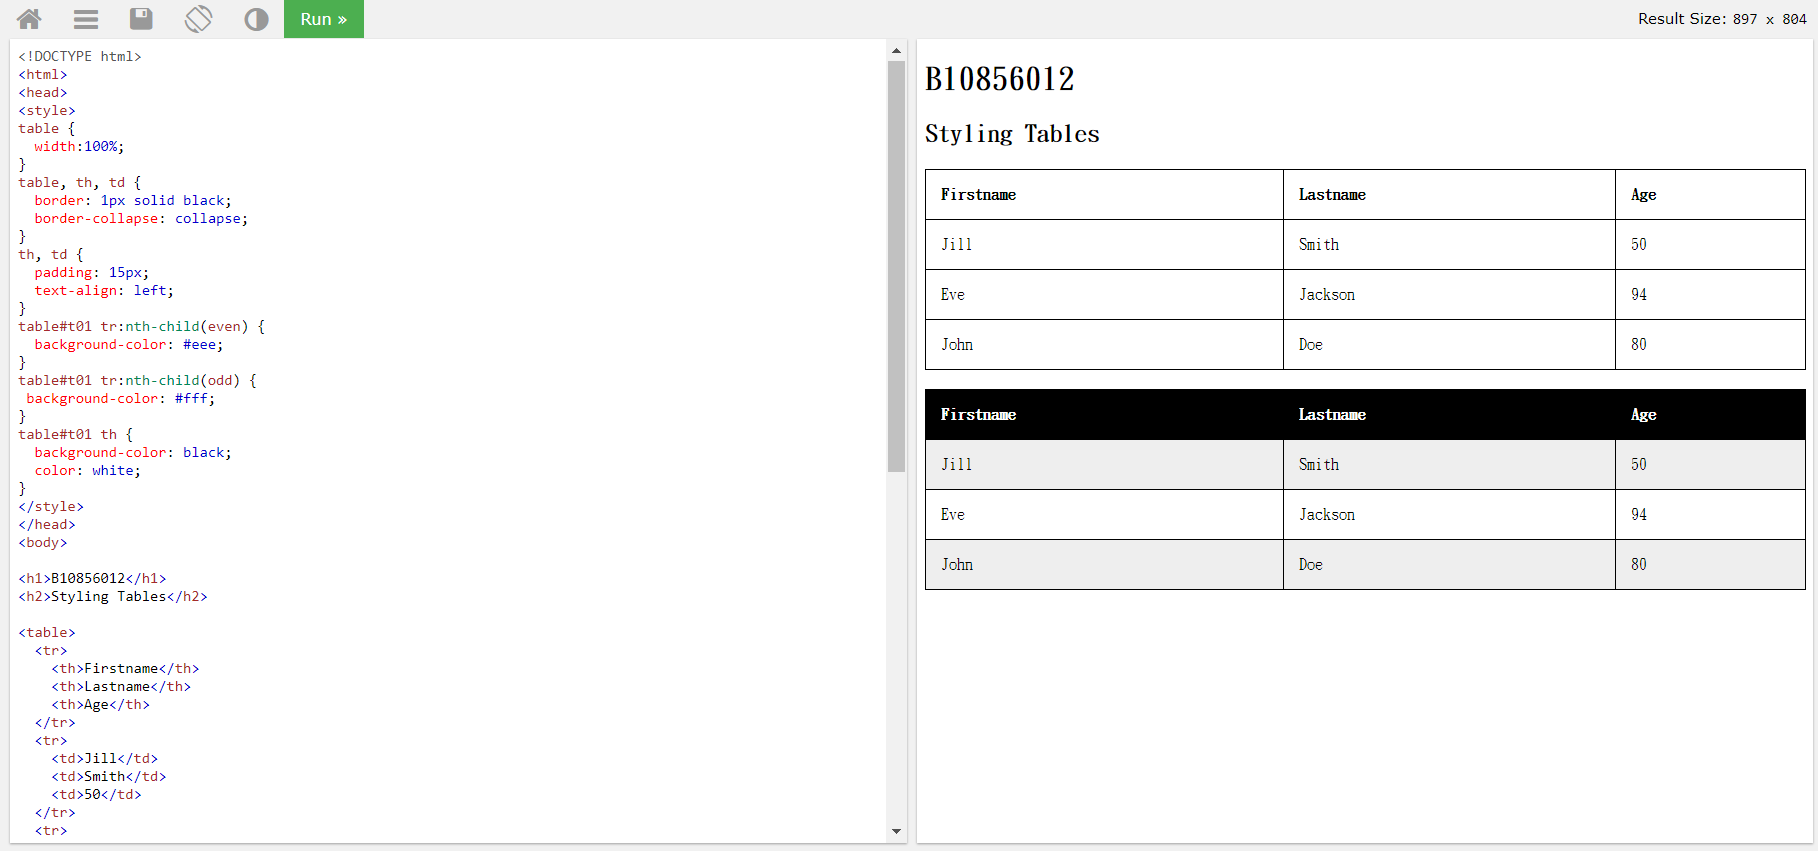 Run »
Result Size: 897 x 804
<!DOCTYPE html>
<html>
<head>
<style>
table {
  width:100%;
}
table, th, td {
  border: 1px solid black;
  border-collapse: collapse;
}
th, td {
  padding: 15px;
  text-align: left;
}
table#t01 tr:nth-child(even) {
  background-color: #eee;
}
table#t01 tr:nth-child(odd) {
 background-color: #fff;
}
table#t01 th {
  background-color: black;
  color: white;
}
</style>
</head>
<body>
<h1>B10856012</h1>
<h2>Styling Tables</h2>
<table>
  <tr>
    <th>Firstname</th>
    <th>Lastname</th>
    <th>Age</th>
  </tr>
  <tr>
    <td>Jill</td>
    <td>Smith</td>
    <td>50</td>
  </tr>
  <tr>
B10856012
Styling Tables
Firstname Lastname Age
Jill Smith 50
Eve Jackson 94
John Doe 80
Firstname Lastname Age
Jill Smith 50
Eve Jackson 94
John Doe 80